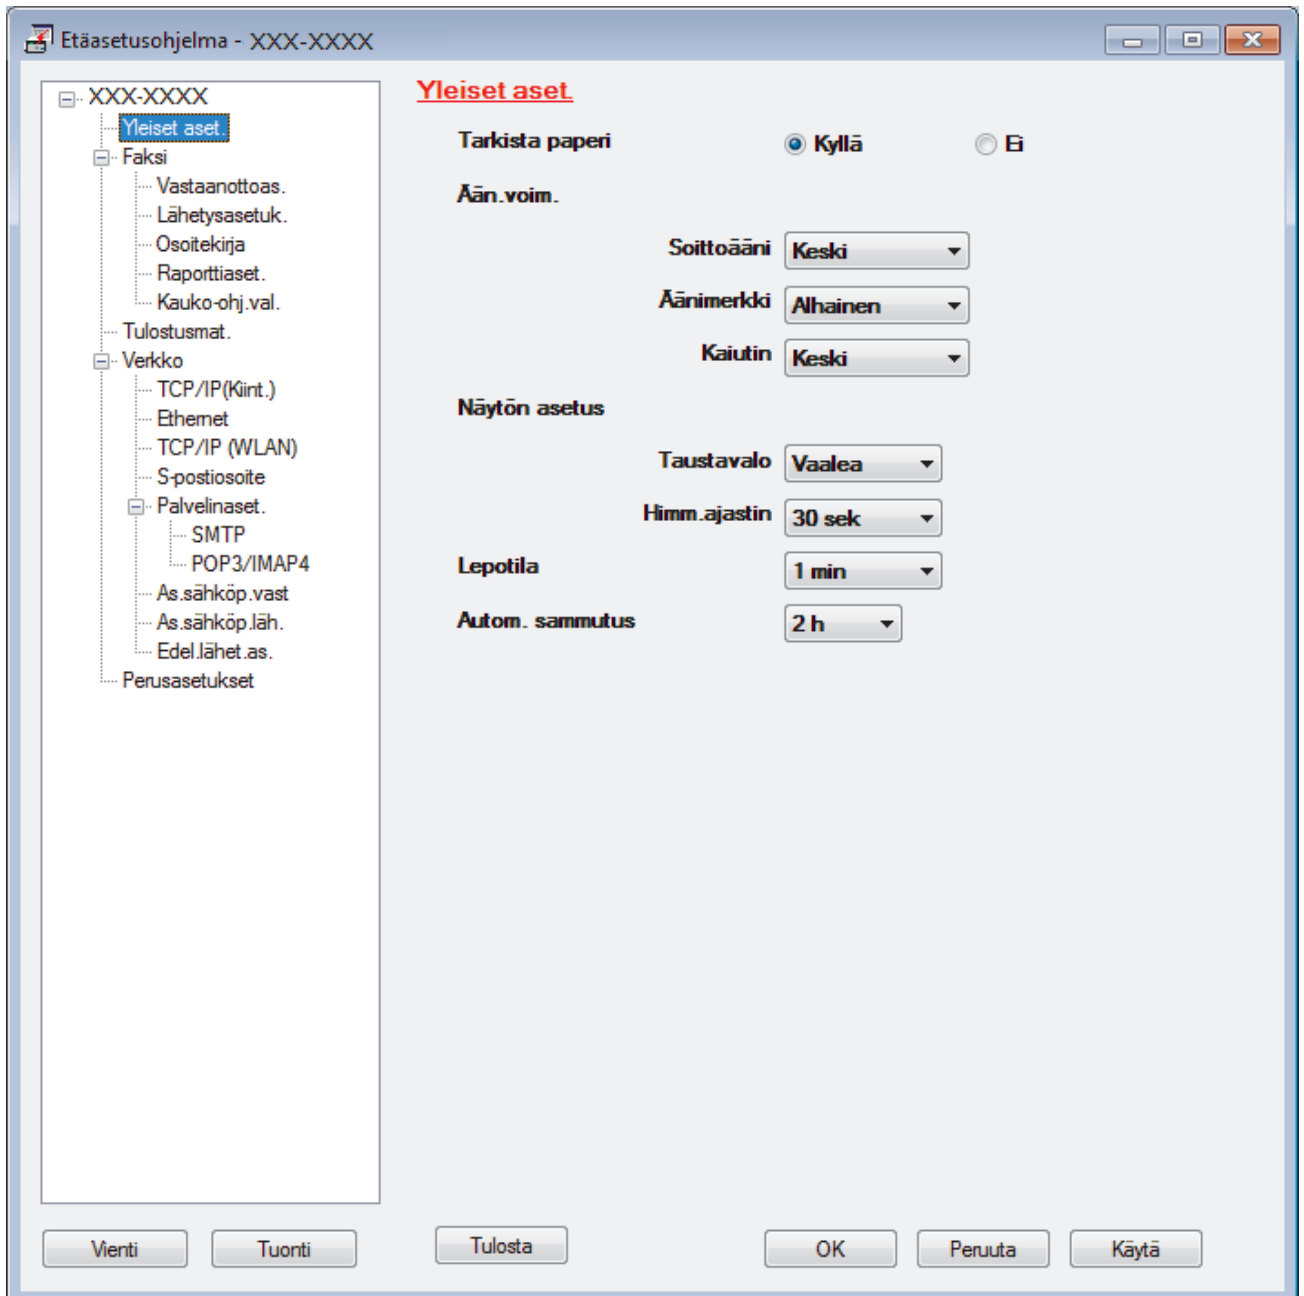 Etäasetusohjelma - XXX-XXXX
XXX-XXXX
Yleiset aset.
Faksi
Vastaanottoas.
Lähetysasetuk.
Osoitekirja
Raporttiaset.
Kauko-ohj.val.
Tulostusmat.
Verkko
TCP/IP(Kiint.)
Ethernet
TCP/IP (WLAN)
S-postiosoite
Palvelinaset.
SMTP
POP3/IMAP4
As.sähköp.vast
As.sähköp.läh.
Edel.lähet.as.
Perusasetukset
Yleiset aset.
Tarkista paperi Kyllä Ei
Ään.voim.
Soittoääni Keski
Äänimerkki Alhainen
Kaiutin Keski
Näytön asetus
Taustavalo Vaalea
Himm.ajastin 30 sek
Lepotila 1 min
Autom. sammutus 2 h
Vienti Tuonti Tulosta OK Peruuta Käytä